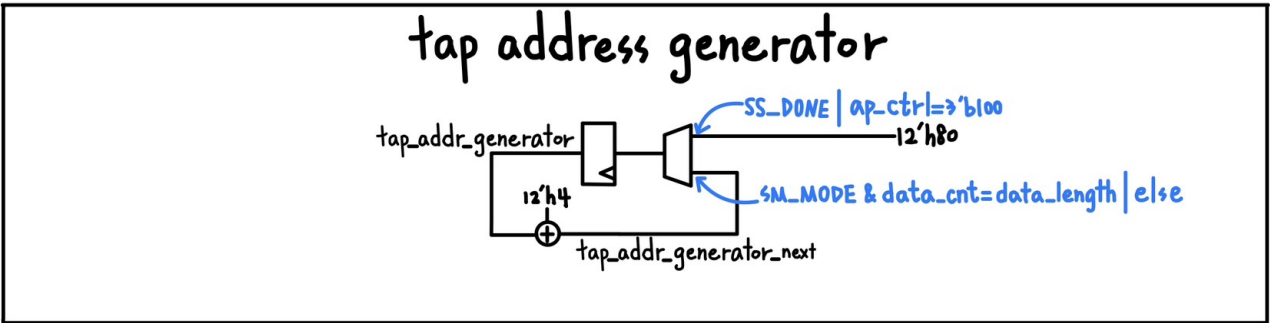 tap address generator
SS_DONE | ap_ctrl=3'b100
tap_addr_generator
12'h80
12'h4
SM_MODE & data_cnt=data_length | else
tap_addr_generator_next